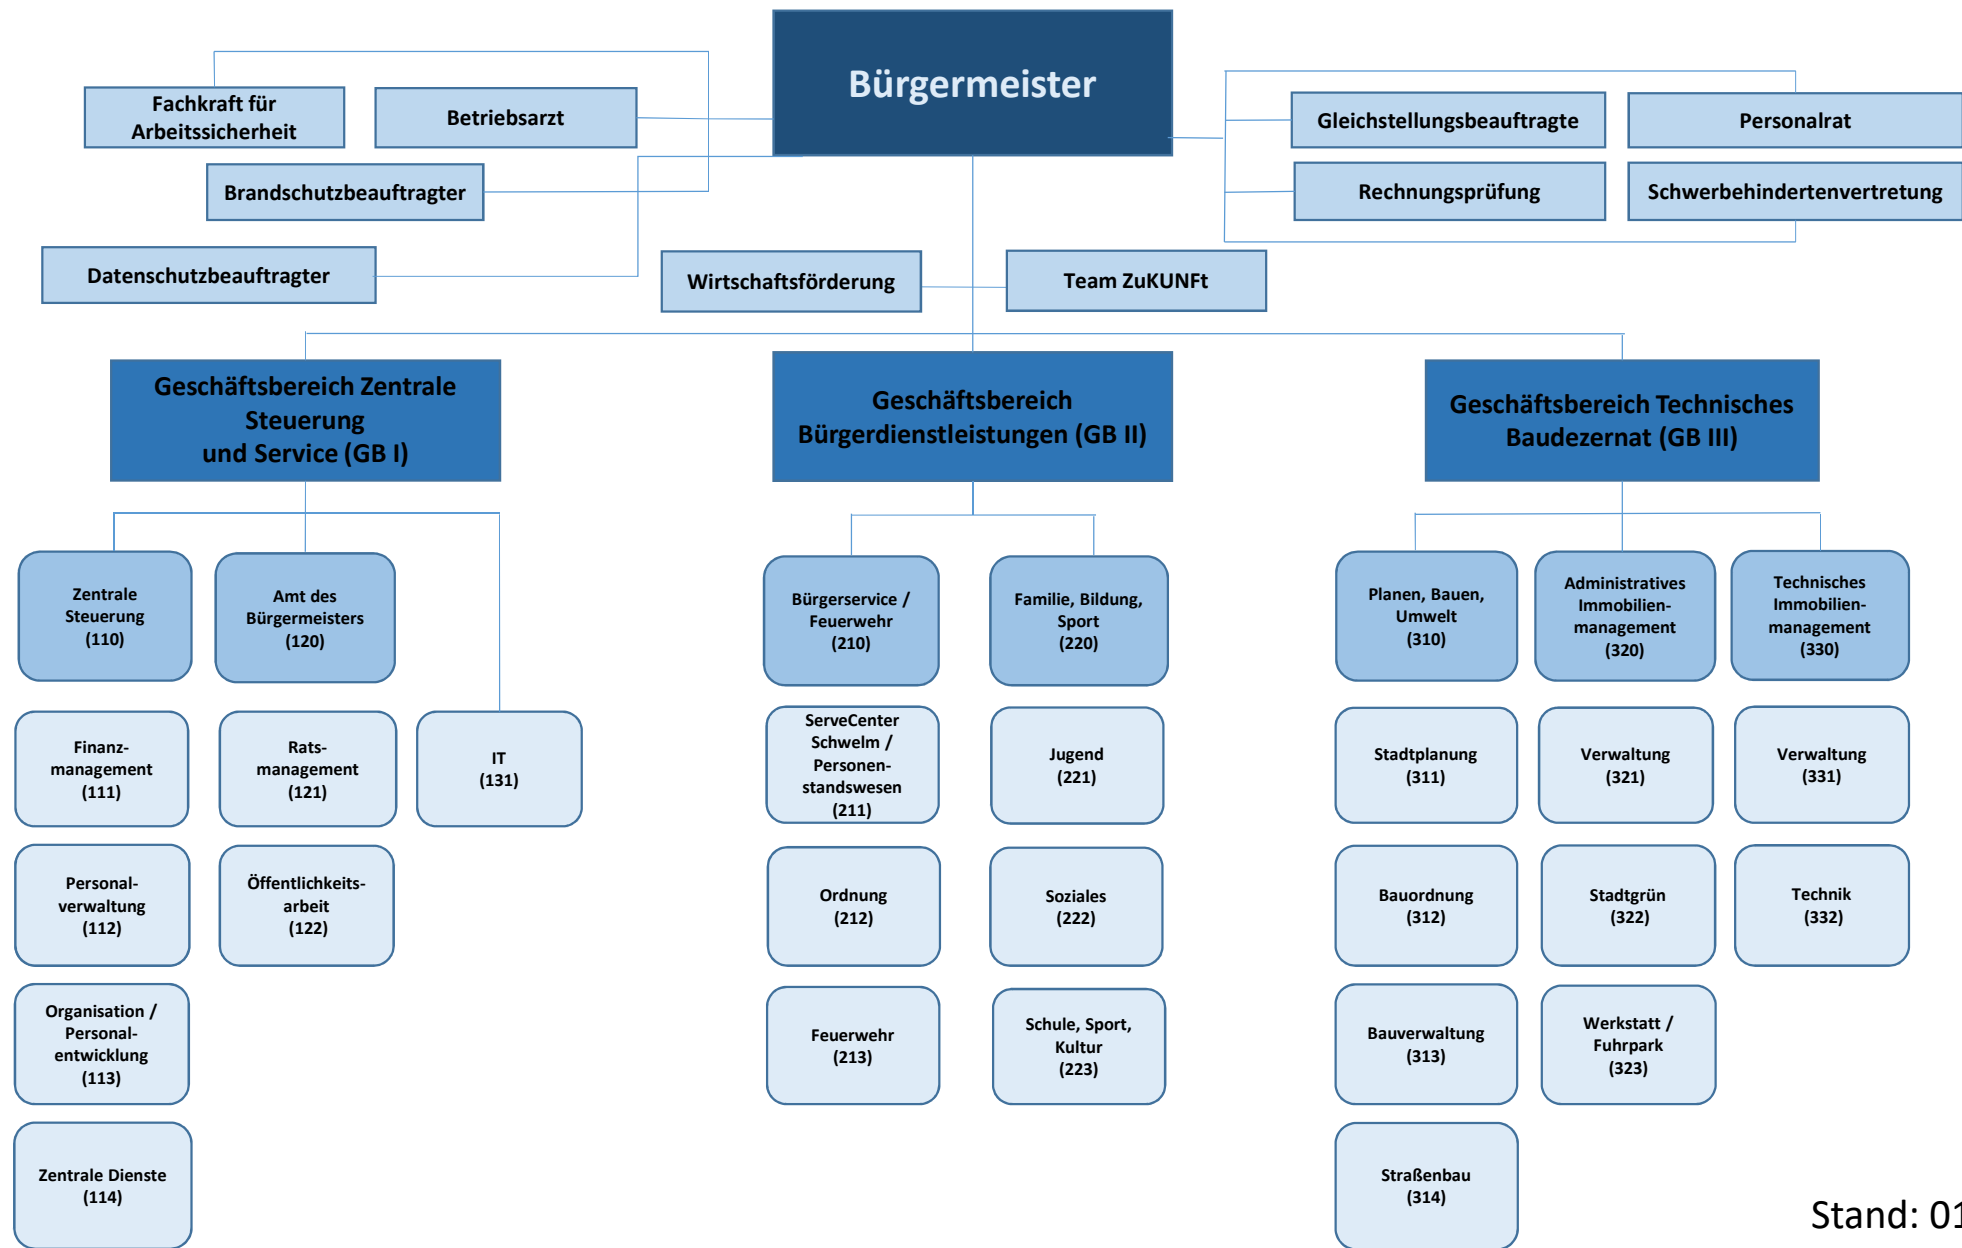 Bürgermeister
Fachkraft für
Arbeitssicherheit
Betriebsarzt
Brandschutzbeauftragter
Datenschutzbeauftragter
Gleichstellungsbeauftragte
Personalrat
Rechnungsprüfung
Schwerbehindertenvertretung
Wirtschaftsförderung
Team ZuKUNFt
Geschäftsbereich Zentrale
Steuerung
und Service (GB I)
Geschäftsbereich
Bürgerdienstleistungen (GB II)
Geschäftsbereich Technisches
Baudezernat (GB III)
Zentrale
Steuerung
(110)
Amt des
Bürgermeisters
(120)
Bürgerservice /
Feuerwehr
(210)
Familie, Bildung,
Sport
(220)
Planen, Bauen,
Umwelt
(310)
Administratives
Immobilien-
management
(320)
Technisches
Immobilien-
management
(330)
Finanz-
management
(111)
Rats-
management
(121)
IT
(131)
ServeCenter
Schwelm /
Personen-
standswesen
(211)
Jugend
(221)
Stadtplanung
(311)
Verwaltung
(321)
Verwaltung
(331)
Personal-
verwaltung
(112)
Öffentlichkeits-
arbeit
(122)
Ordnung
(212)
Soziales
(222)
Bauordnung
(312)
Stadtgrün
(322)
Technik
(332)
Organisation /
Personal-
entwicklung
(113)
Feuerwehr
(213)
Schule, Sport,
Kultur
(223)
Bauverwaltung
(313)
Werkstatt /
Fuhrpark
(323)
Zentrale Dienste
(114)
Straßenbau
(314)
Stand: 01